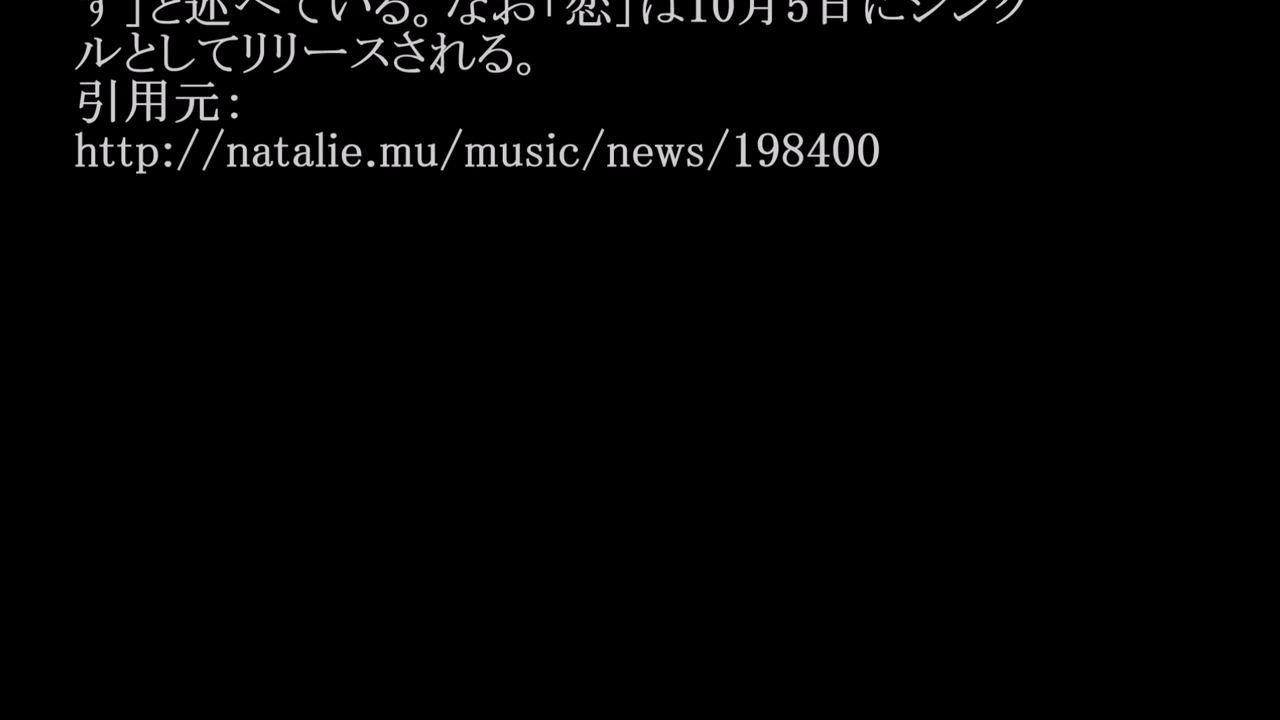 す」と述べている。なお「恋」は10月5日にシング
ルとしてリリースされる。
引用元：
http://natalie.mu/music/news/198400